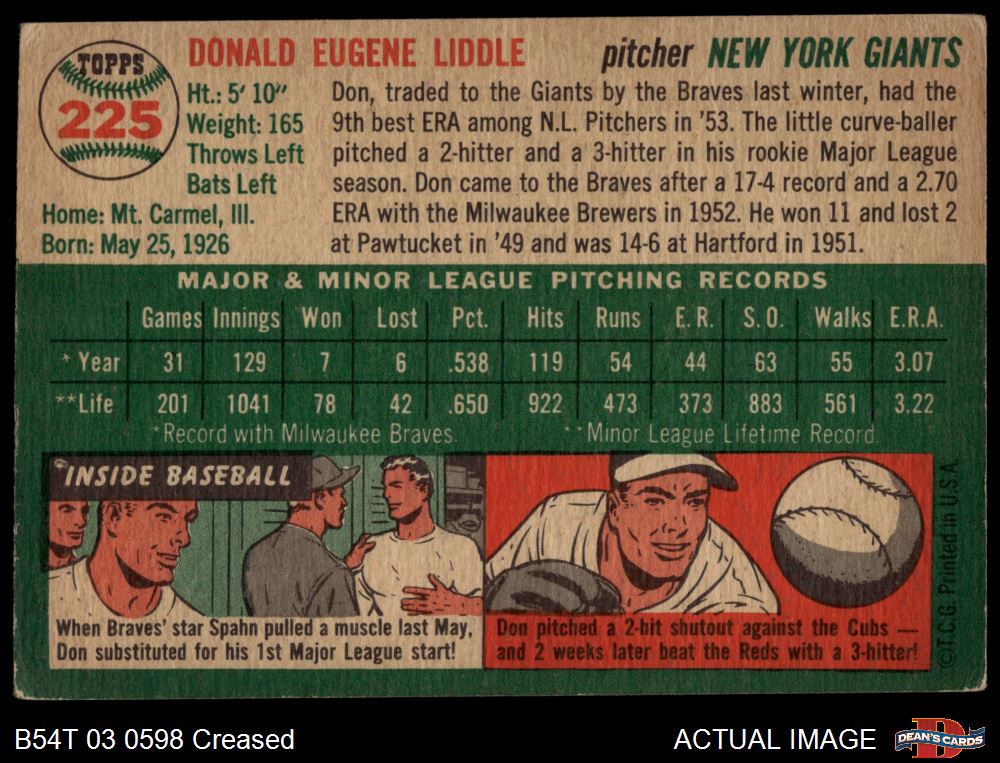 TOPPS
225
DONALD EUGENE LIDDLE pitcher NEW YORK GIANTS
Ht.: 5' 10"
Weight: 165
Throws Left
Bats Left
Home: Mt. Carmel, Ill.
Born: May 25, 1926
Don, traded to the Giants by the Braves last winter, had the
9th best ERA among N.L. Pitchers in '53. The little curve-baller
pitched a 2-hitter and a 3-hitter in his rookie Major League
season. Don came to the Braves after a 17-4 record and a 2.70
ERA with the Milwaukee Brewers in 1952. He won 11 and lost 2
at Pawtucket in '49 and was 14-6 at Hartford in 1951.
MAJOR & MINOR LEAGUE PITCHING RECORDS
Games Innings Won Lost Pct. Hits Runs E.R. S.O. Walks E.R.A.
* Year 31 129 7 6 .538 119 54 44 63 55 3.07
**Life 201 1041 78 42 .650 922 473 373 883 561 3.22
*Record with Milwaukee Braves. **Minor League Lifetime Record.
INSIDE BASEBALL
When Braves' star Spahn pulled a muscle last May,
Don substituted for his 1st Major League start!
Don pitched a 2-hit shutout against the Cubs —
and 2 weeks later beat the Reds with a 3-hitter!
©T.C.G. Printed in U.S.A.
B54T 03 0598 Creased
ACTUAL IMAGE
DEAN'S CARDS